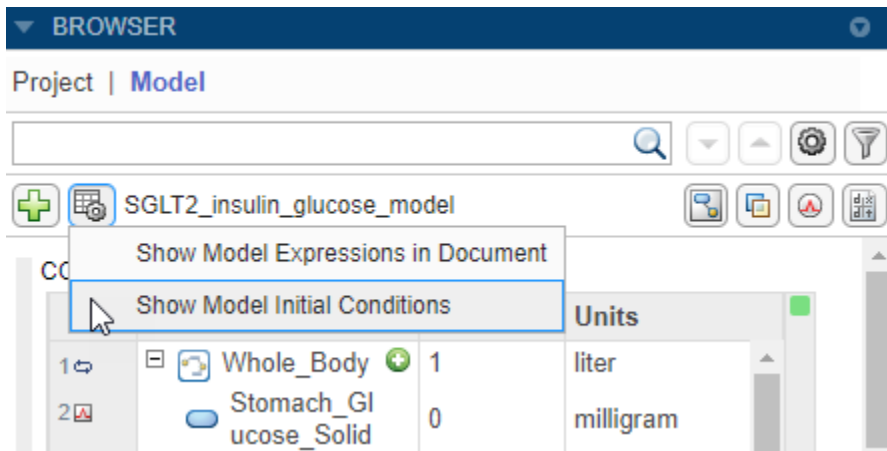 BROWSER
Project | Model
SGLT2_insulin_glucose_model
Show Model Expressions in Document
CO
Show Model Initial Conditions
Units
1 Whole_Body 1 liter
2 Stomach_Gl
ucose_Solid 0 milligram